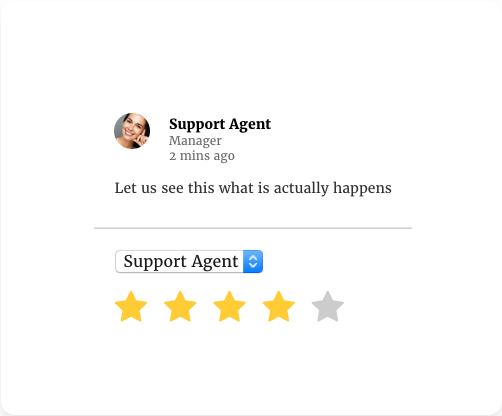 Support Agent
Manager
2 mins ago
Let us see this what is actually happens
Support Agent